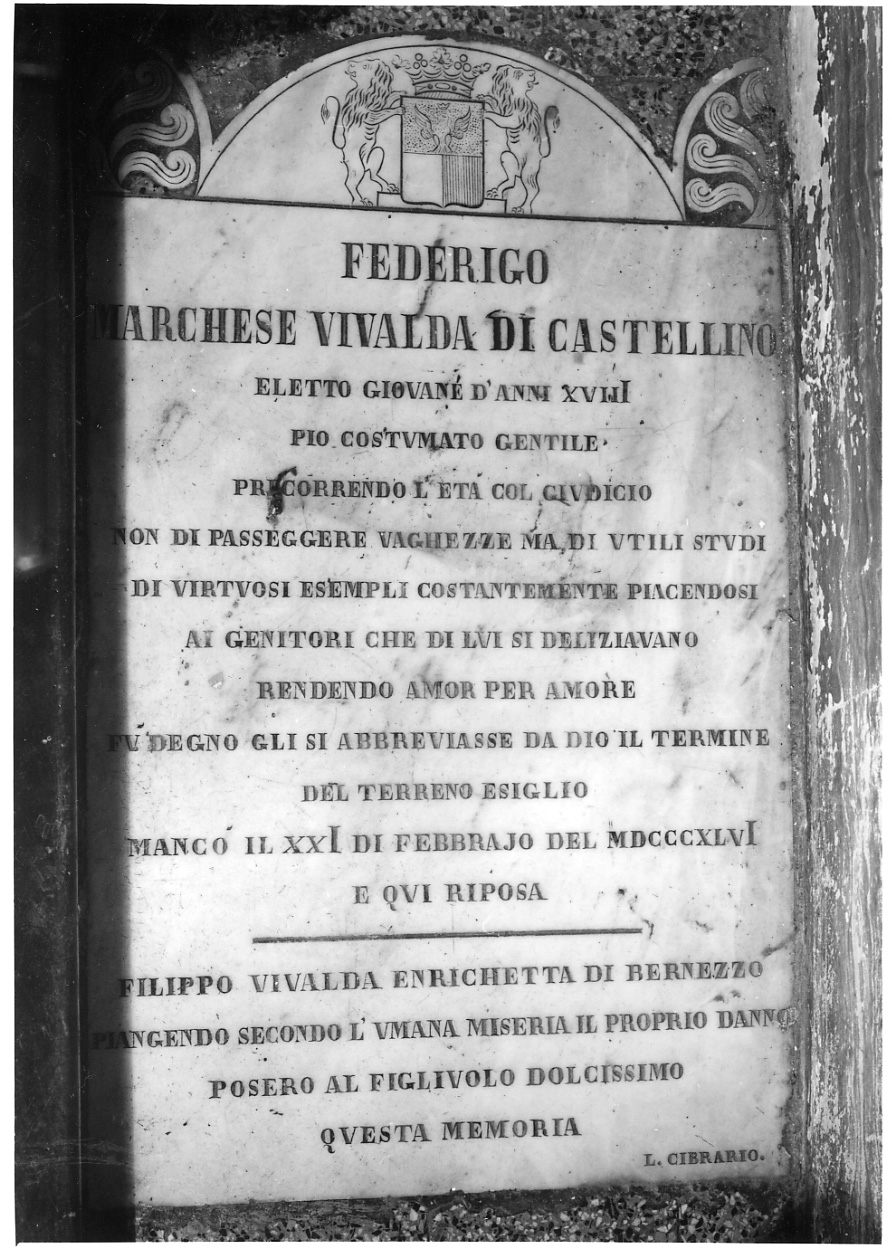 FEDERIGO
MARCHESE VIVALDA DI CASTELLINO
ELETTO GIOVANE D'ANNI XVIII
PIO COSTVMATO GENTILE
PRECORRENDO L'ETÀ COL GIVDICIO
NON DI PASSEGGERE VAGHEZZE MA DI VTILI STVDI
DI VIRTVOSI ESEMPLI COSTANTEMENTE PIACENDOSI
AI GENITORI CHE DI LVI SI DELIZIAVANO
RENDENDO AMOR PER AMORE
FV DEGNO GLI SI ABBREVIASSE DA DIO IL TERMINE
DEL TERRENO ESIGLIO
MANCÒ IL XXI DI FEBBRAJO DEL MDCCCXLVI
E QVI RIPOSA
FILIPPO VIVALDA ENRICHETTA DI BERNEZZO
PIANGENDO SECONDO L'VMANA MISERIA IL PROPRIO DANNO
POSERO AL FIGLIVOLO DOLCISSIMO
QVESTA MEMORIA
L. CIBRARIO.